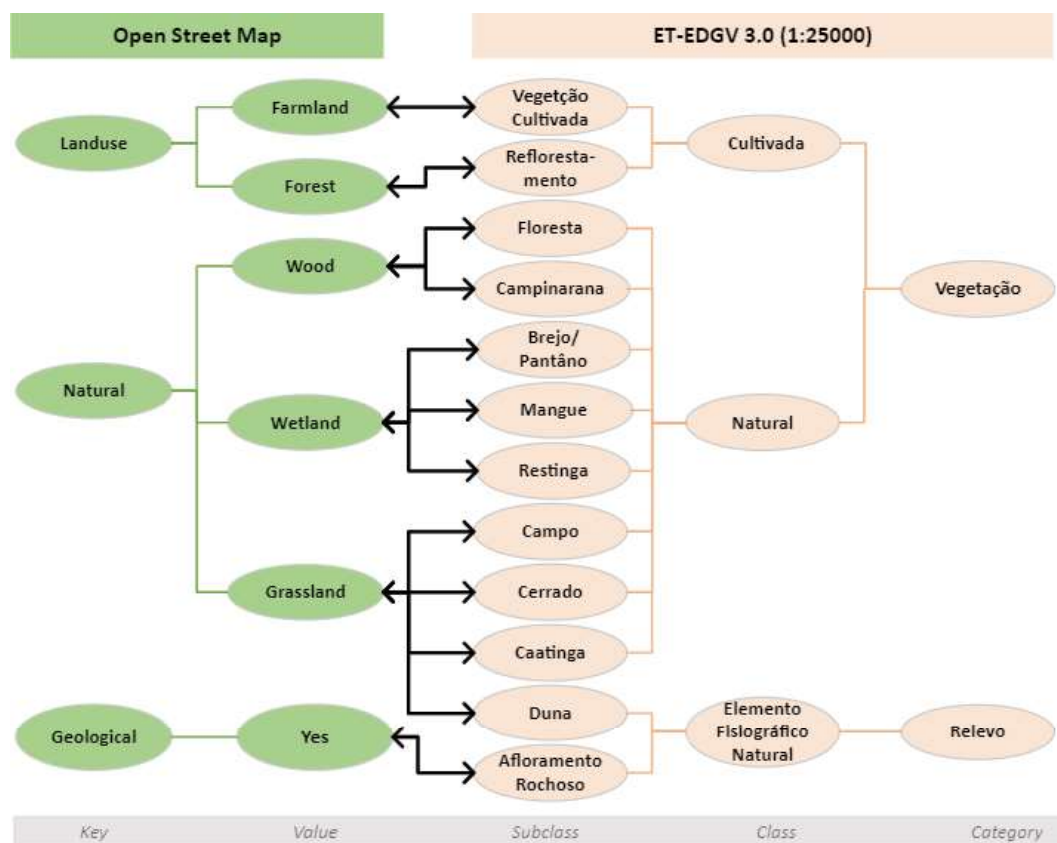 Open Street Map
ET-EDGV 3.0 (1:25000)
Landuse
Farmland
Forest
Natural
Wood
Wetland
Grassland
Geological
Yes
Vegetção
Cultivada
Refloresta-
mento
Floresta
Campinarana
Brejo/
Pantâno
Mangue
Restinga
Campo
Cerrado
Caatinga
Duna
Afloramento
Rochoso
Cultivada
Natural
Elemento
Fisiográfico
Natural
Vegetação
Relevo
Key
Value
Subclass
Class
Category